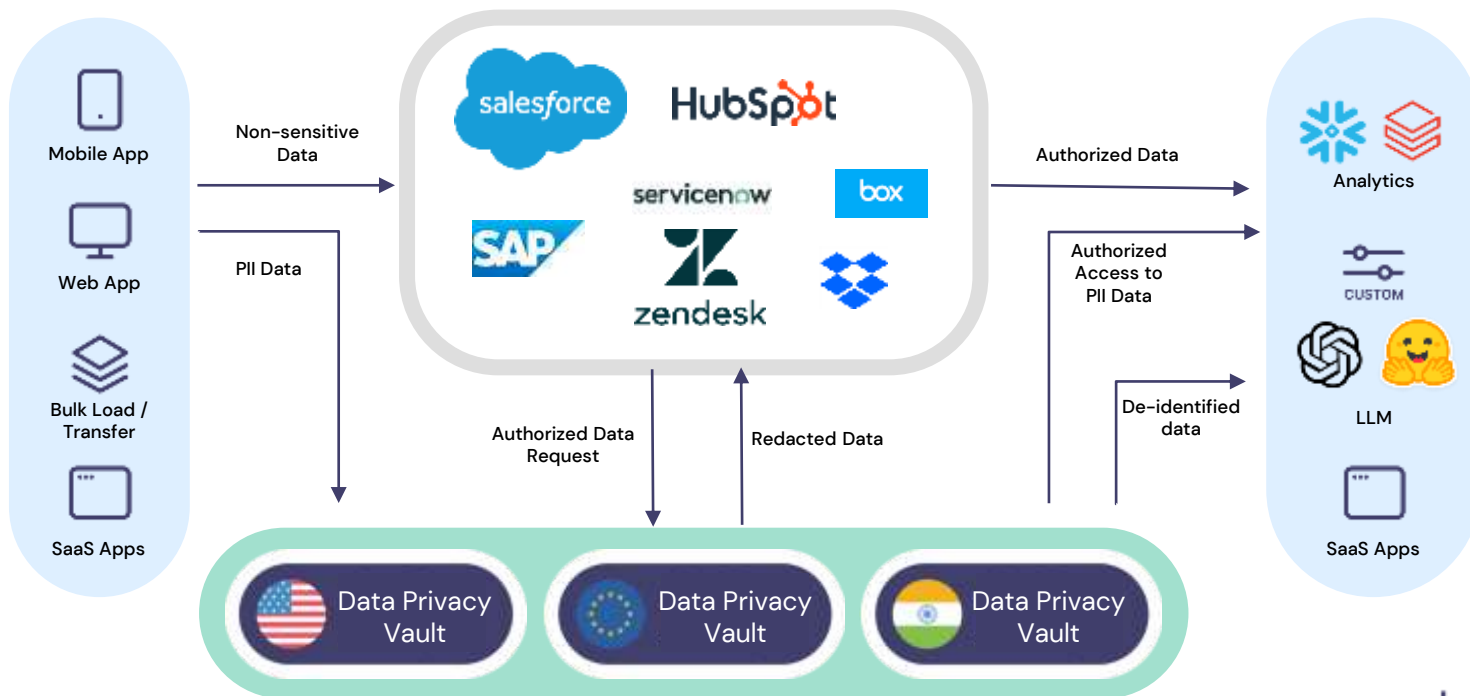 Mobile App
Web App
Bulk Load /
Transfer
SaaS Apps
Non-sensitive
Data
PII Data
salesforce
HubSpot
servicenow
box
SAP
zendesk
Authorized Data
Request
Redacted Data
Authorized Data
Authorized
Access to
PII Data
De-identified
data
Analytics
CUSTOM
LLM
SaaS Apps
Data Privacy
Vault
Data Privacy
Vault
Data Privacy
Vault